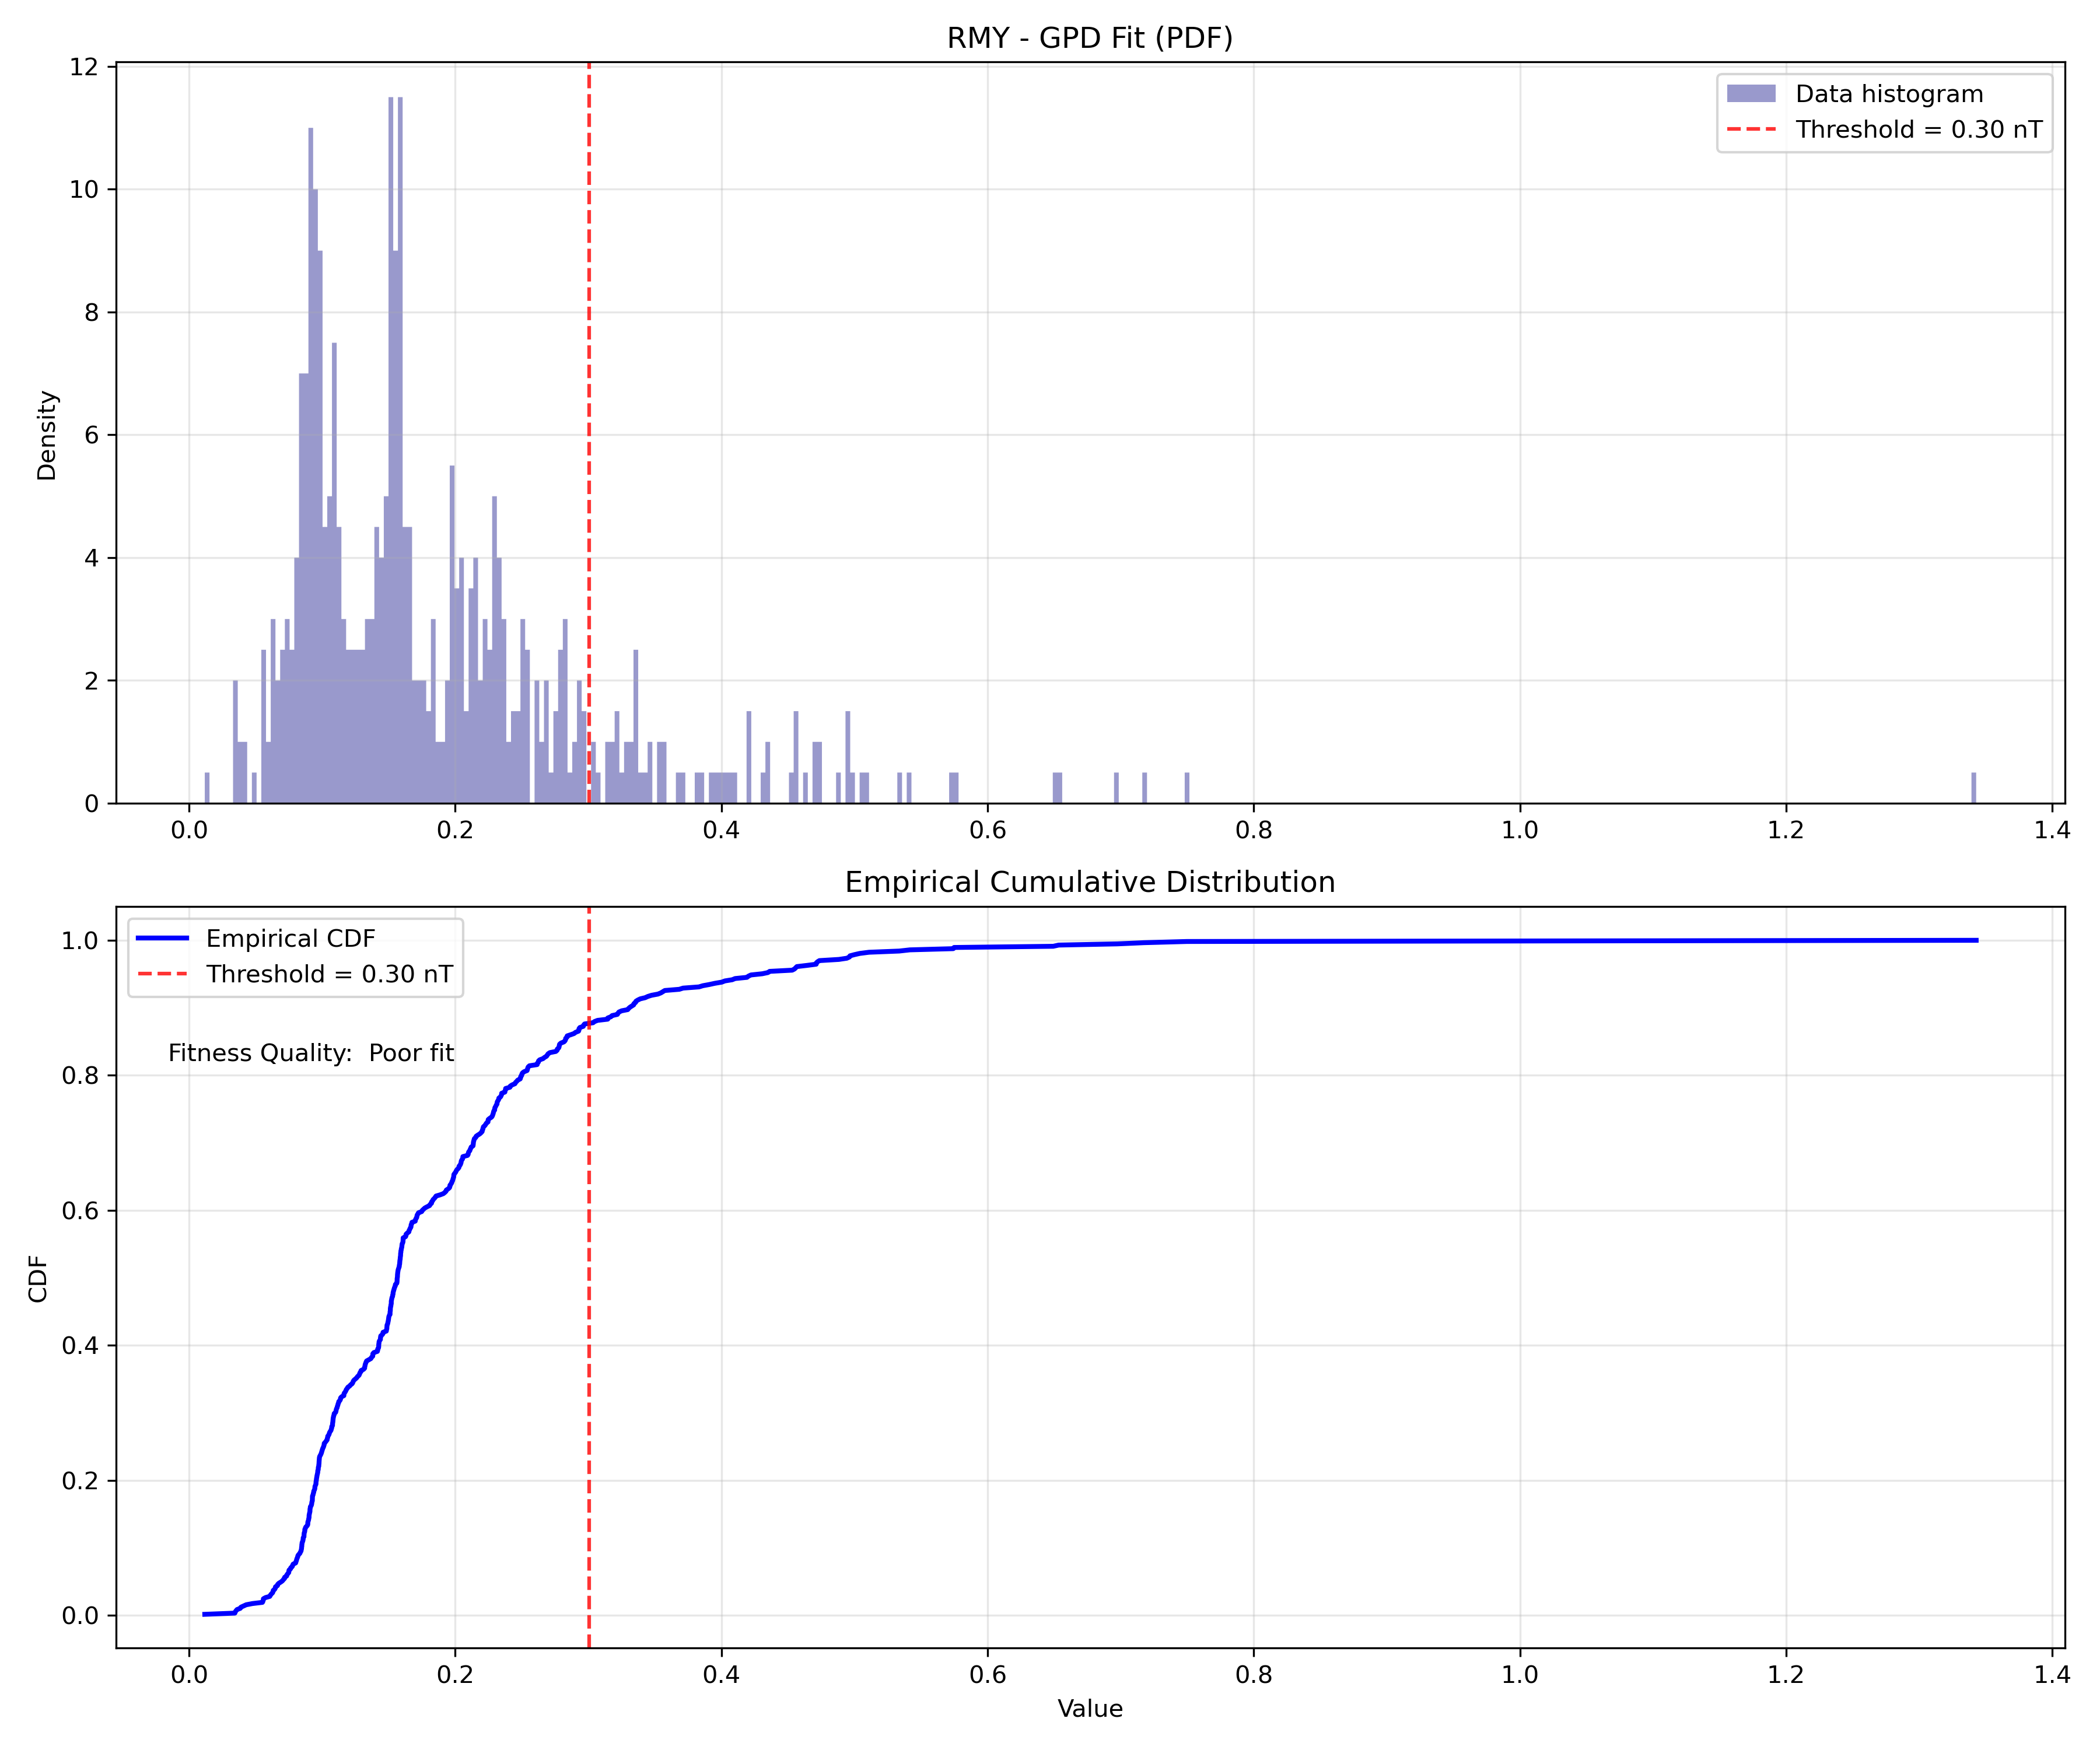 RMY - GPD Fit (PDF)
12
10
8
6
4
2
0
Density
Data histogram
Threshold = 0.30 nT
0.0 0.2 0.4 0.6 0.8 1.0 1.2 1.4
Empirical Cumulative Distribution
1.0
0.8
0.6
0.4
0.2
0.0
CDF
Empirical CDF
Threshold = 0.30 nT
Fitness Quality:  Poor fit
0.0 0.2 0.4 0.6 0.8 1.0 1.2 1.4
Value